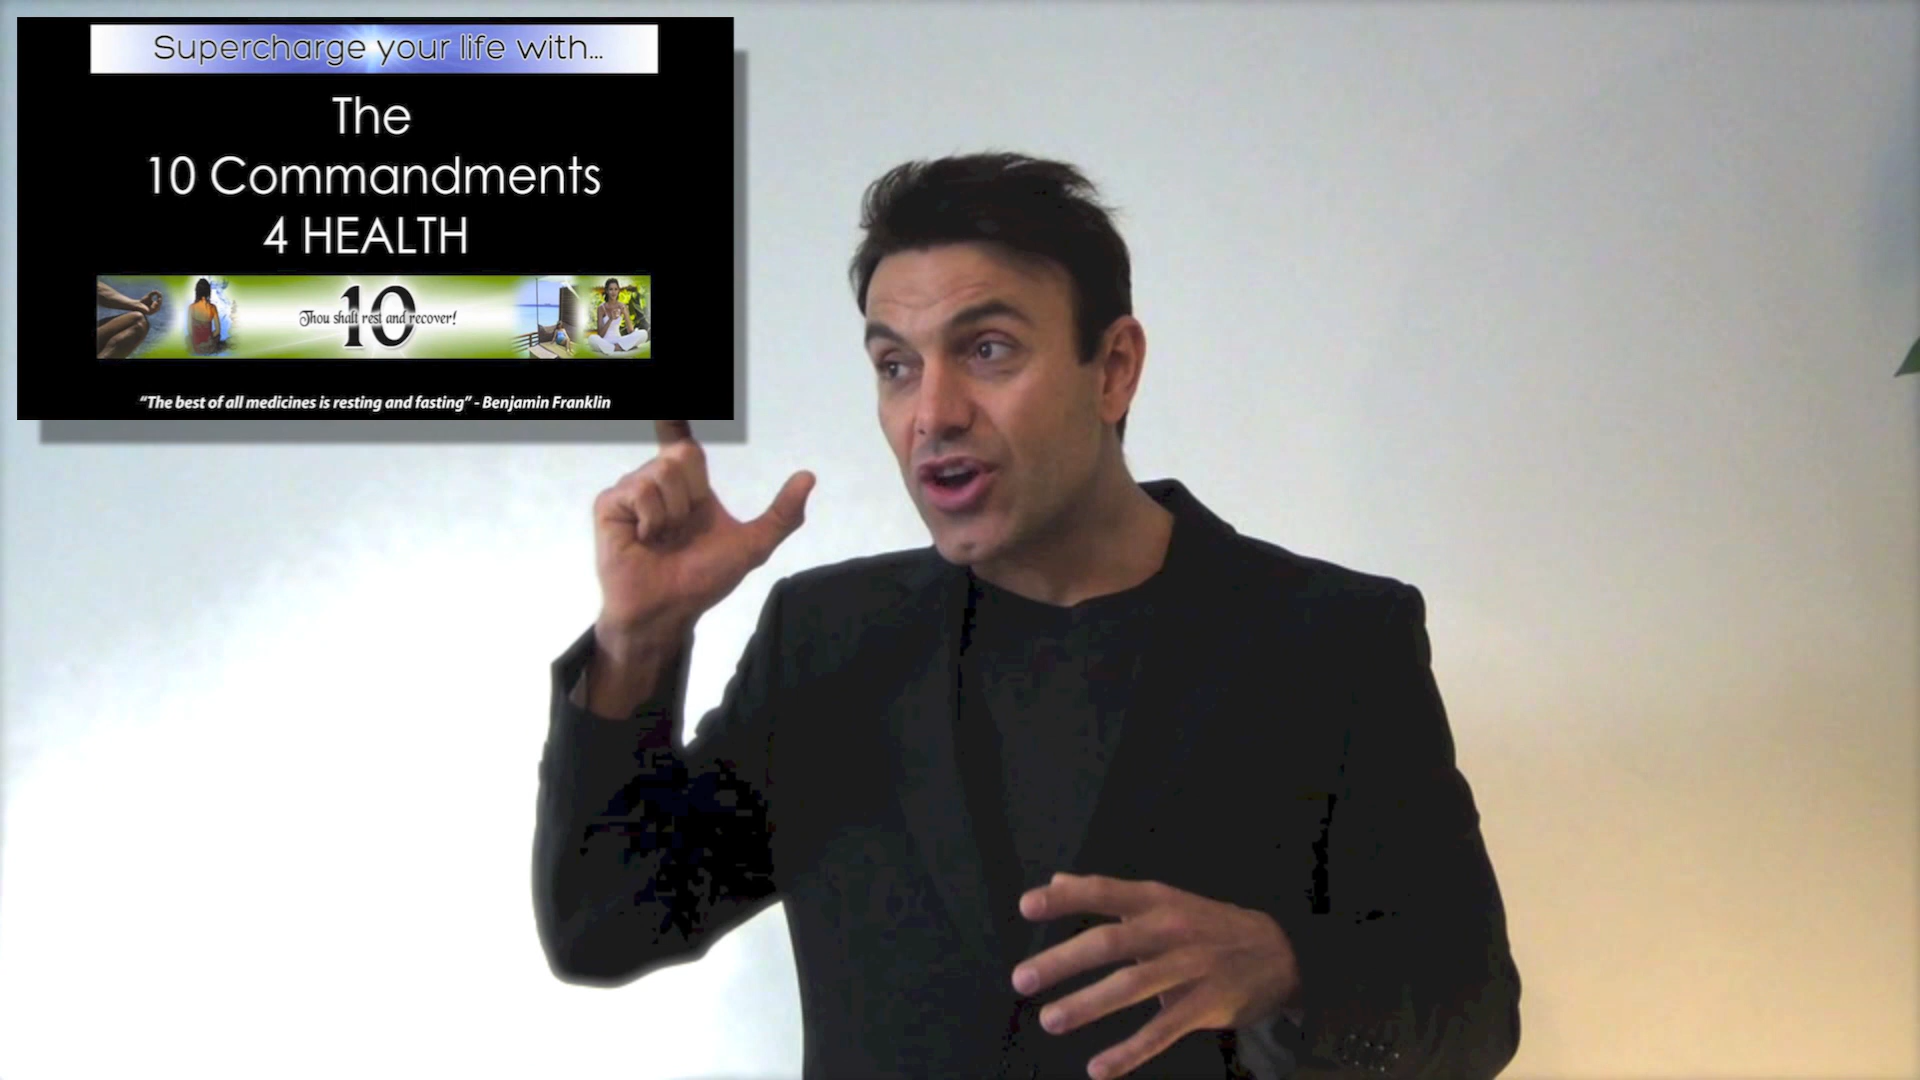 Supercharge your life with...
The
10 Commandments
4 HEALTH
10
Thou shalt rest and recover!
"The best of all medicines is resting and fasting" - Benjamin Franklin